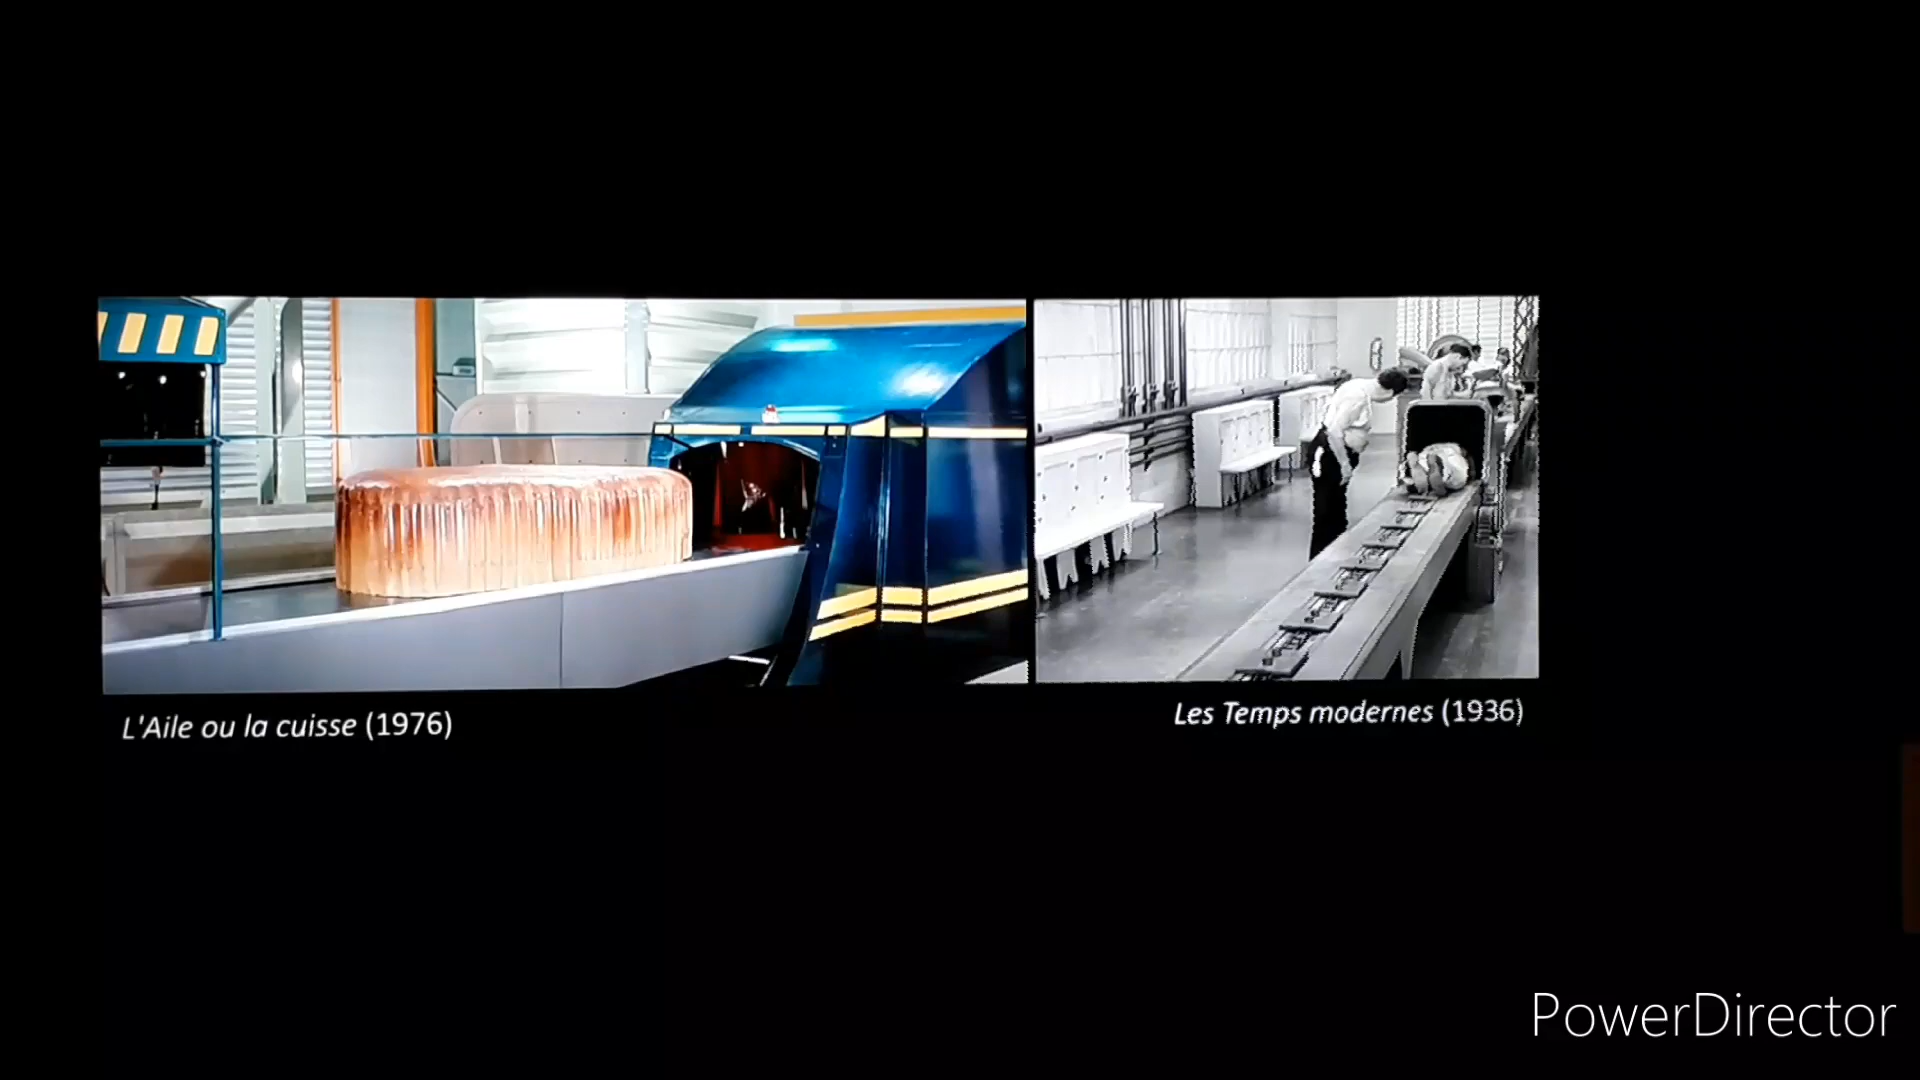 L'Aile ou la cuisse (1976)
Les Temps modernes (1936)
PowerDirector